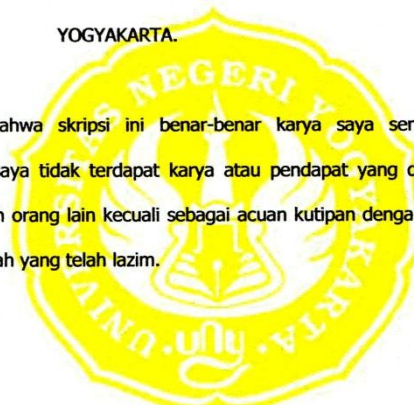 YOGYAKARTA.
ahwa skripsi ini benar-benar karya saya ser
aya tidak terdapat karya atau pendapat yang d
n orang lain kecuali sebagai acuan kutipan denga
ah yang telah lazim.
UNIVERSITAS NEGERI YOGYAKARTA
uny